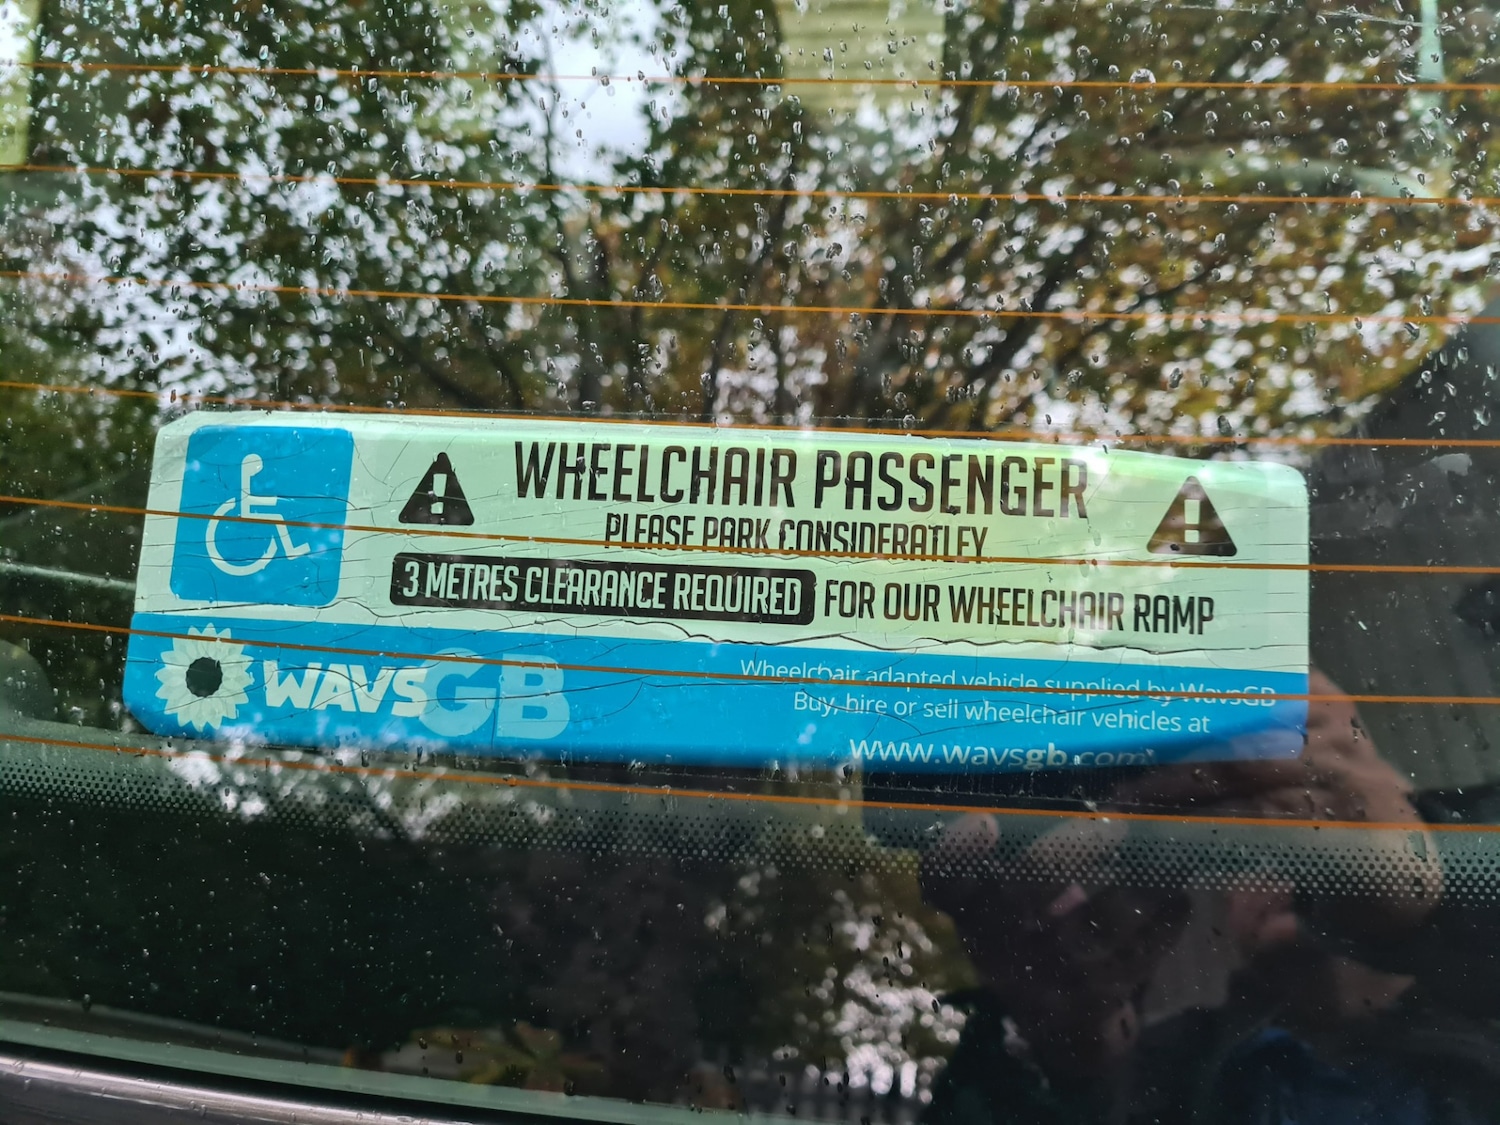 WHEELCHAIR PASSENGER
PLEASE PARK CONSIDERATLEY
3 METRES CLEARANCE REQUIRED FOR OUR WHEELCHAIR RAMP
WAVSGB
Wheelchair adapted vehicle supplied by WavsGB
Buy, hire or sell wheelchair vehicles at
www.wavsgb.com